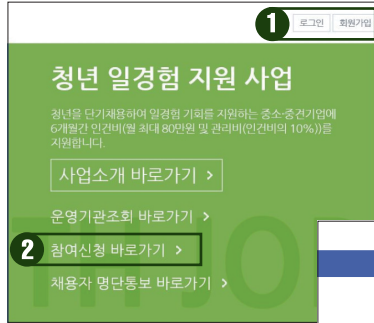 1 로그인 회원가입
청년 일경험 지원 사업
청년을 단기채용하여 일경험 기회를 지원하는 중소·중견기업에
6개월간 인건비(월 최대 80만원 및 관리비(인건비의 10%))를
지원합니다.
사업소개 바로가기 >
운영기관조회 바로가기 >
2 참여신청 바로가기 >
채용자 명단통보 바로가기 >